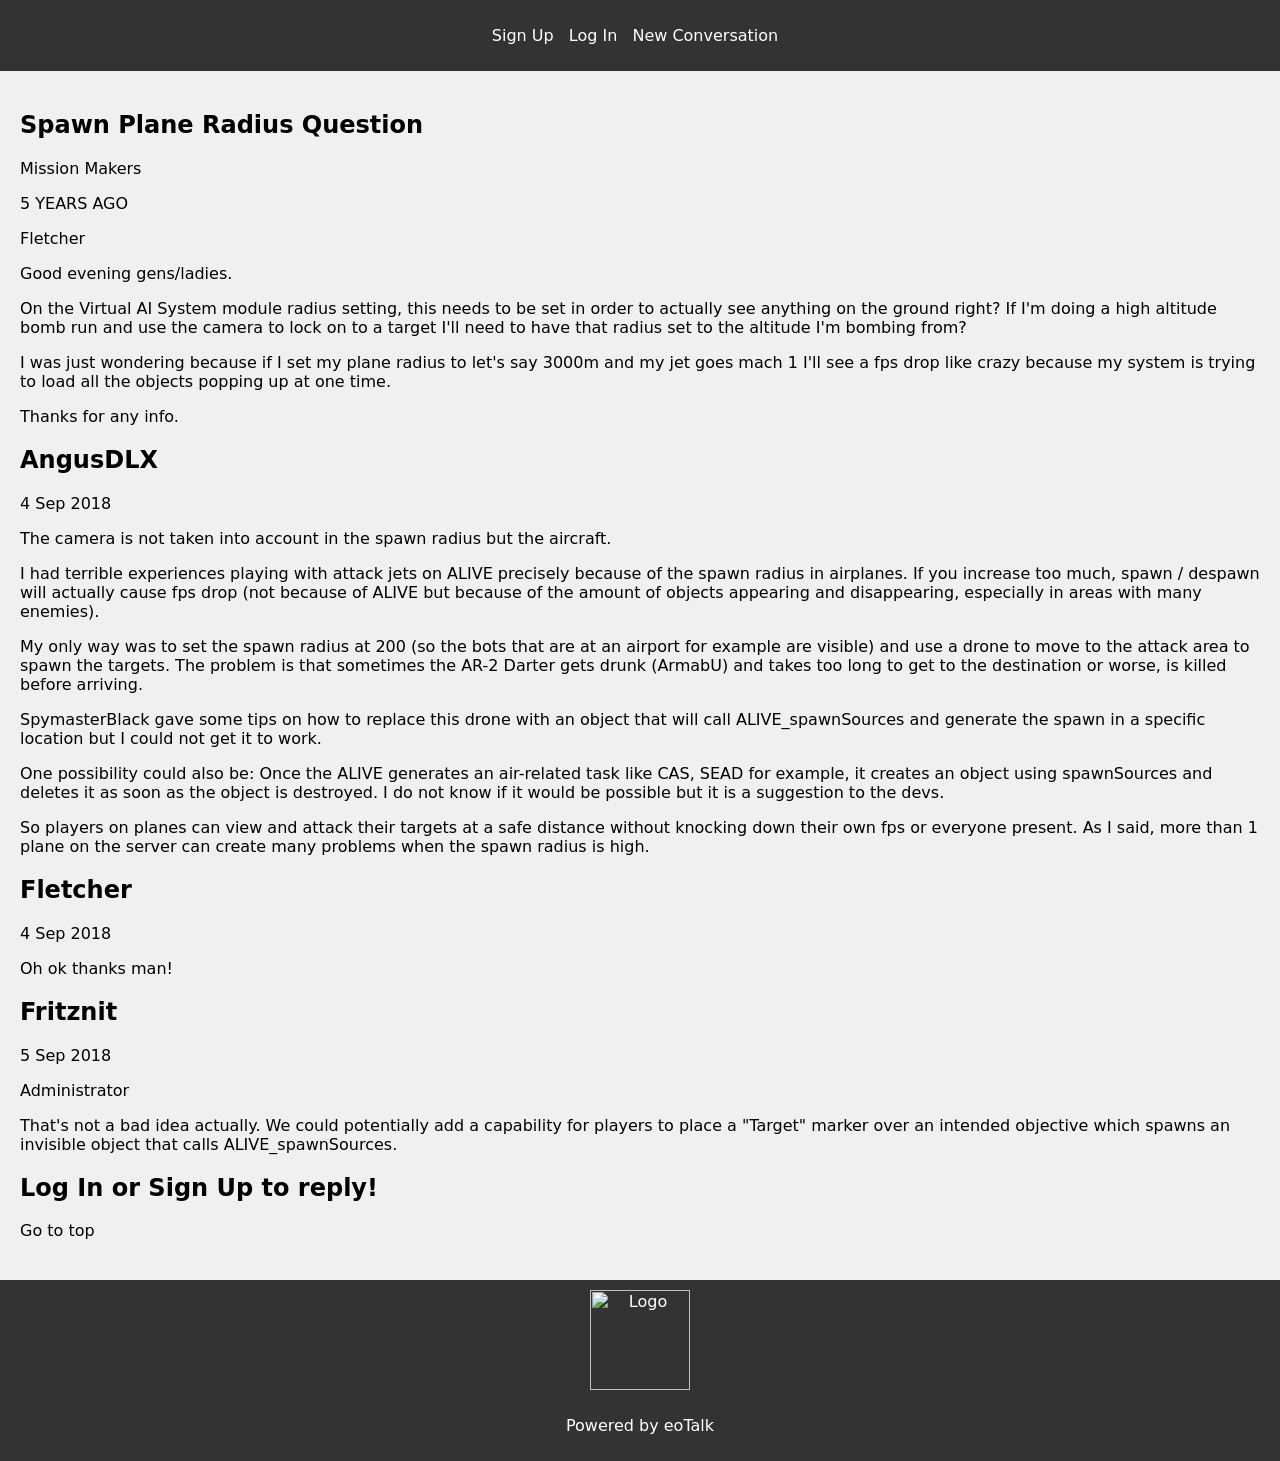 Sign Up Log In New Conversation
Spawn Plane Radius Question
Mission Makers
5 YEARS AGO
Fletcher
Good evening gens/ladies.
On the Virtual AI System module radius setting, this needs to be set in order to actually see anything on the ground right? If I'm doing a high altitude
bomb run and use the camera to lock on to a target I'll need to have that radius set to the altitude I'm bombing from?
I was just wondering because if I set my plane radius to let's say 3000m and my jet goes mach 1 I'll see a fps drop like crazy because my system is trying
to load all the objects popping up at one time.
Thanks for any info.
AngusDLX
4 Sep 2018
The camera is not taken into account in the spawn radius but the aircraft.
I had terrible experiences playing with attack jets on ALIVE precisely because of the spawn radius in airplanes. If you increase too much, spawn / despawn
will actually cause fps drop (not because of ALIVE but because of the amount of objects appearing and disappearing, especially in areas with many
enemies).
My only way was to set the spawn radius at 200 (so the bots that are at an airport for example are visible) and use a drone to move to the attack area to
spawn the targets. The problem is that sometimes the AR-2 Darter gets drunk (ArmabU) and takes too long to get to the destination or worse, is killed
before arriving.
SpymasterBlack gave some tips on how to replace this drone with an object that will call ALIVE_spawnSources and generate the spawn in a specific
location but I could not get it to work.
One possibility could also be: Once the ALIVE generates an air-related task like CAS, SEAD for example, it creates an object using spawnSources and
deletes it as soon as the object is destroyed. I do not know if it would be possible but it is a suggestion to the devs.
So players on planes can view and attack their targets at a safe distance without knocking down their own fps or everyone present. As I said, more than 1
plane on the server can create many problems when the spawn radius is high.
Fletcher
4 Sep 2018
Oh ok thanks man!
Fritznit
5 Sep 2018
Administrator
That's not a bad idea actually. We could potentially add a capability for players to place a "Target" marker over an intended objective which spawns an
invisible object that calls ALIVE_spawnSources.
Log In or Sign Up to reply!
Go to top
Logo
Powered by eoTalk